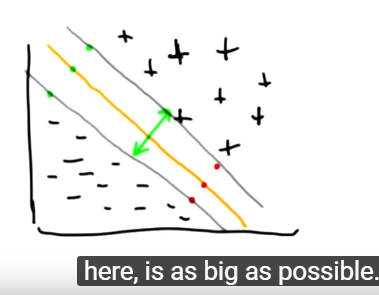 here, is as big as possible.